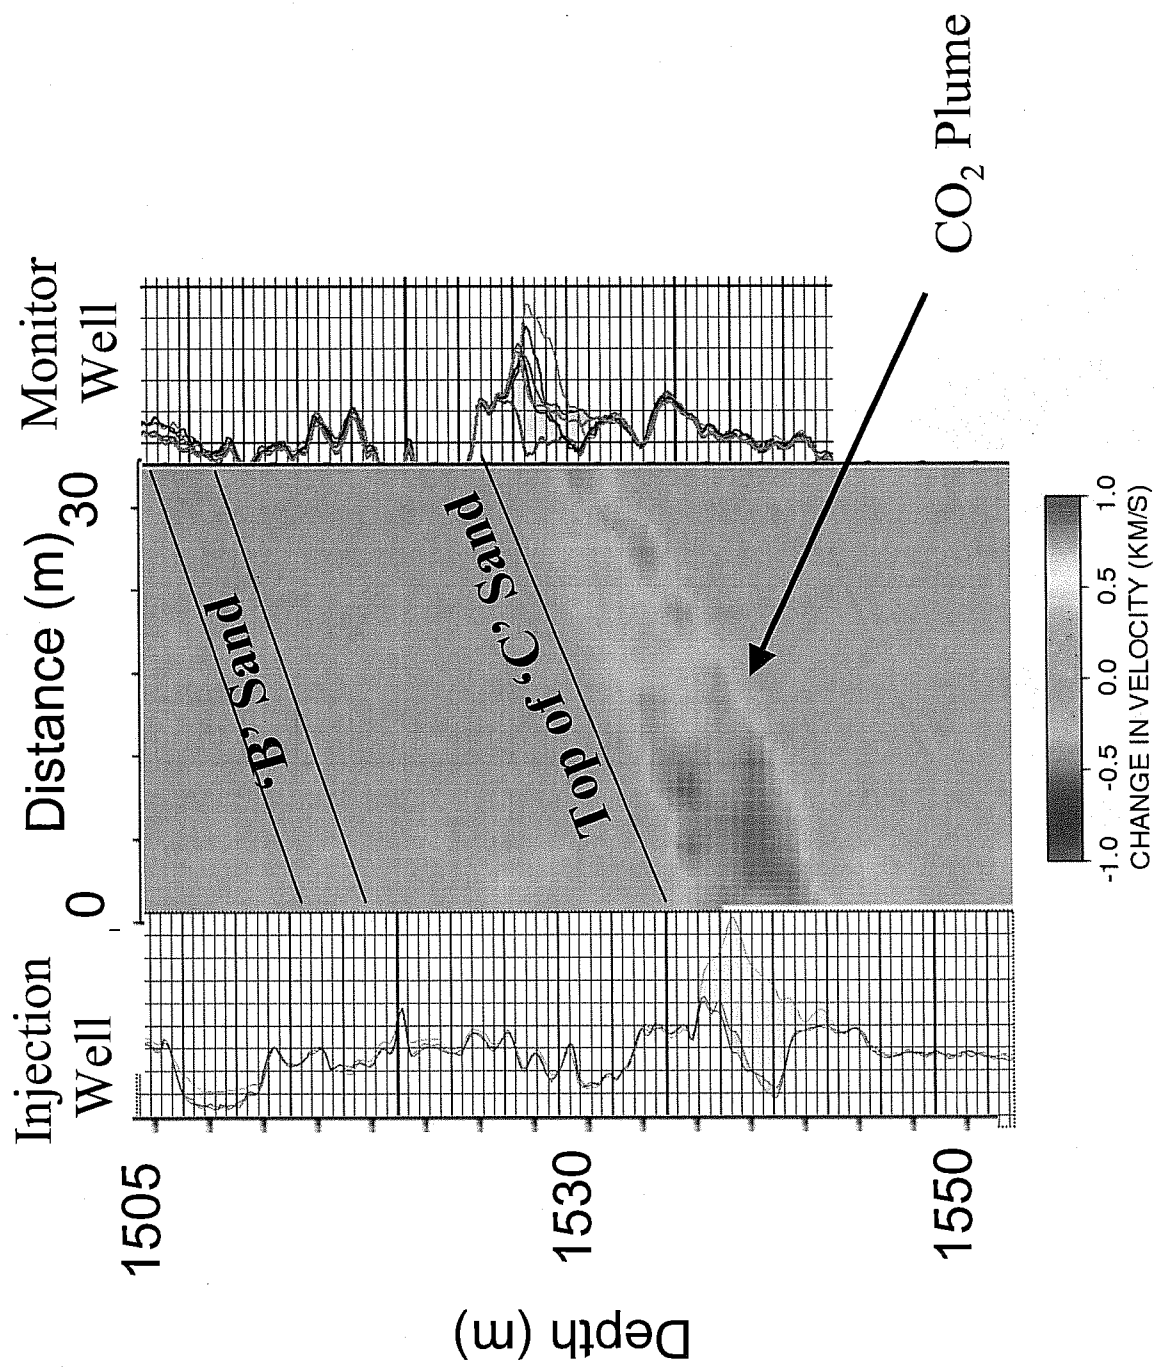 Injection
Well
Distance (m)
0
30
Monitor
Well
'B' Sand
Top of 'C' Sand
1505
1530
1550
Depth (m)
-1.0
-0.5
0.0
0.5
1.0
CHANGE IN VELOCITY (KM/S)
CO₂ Plume